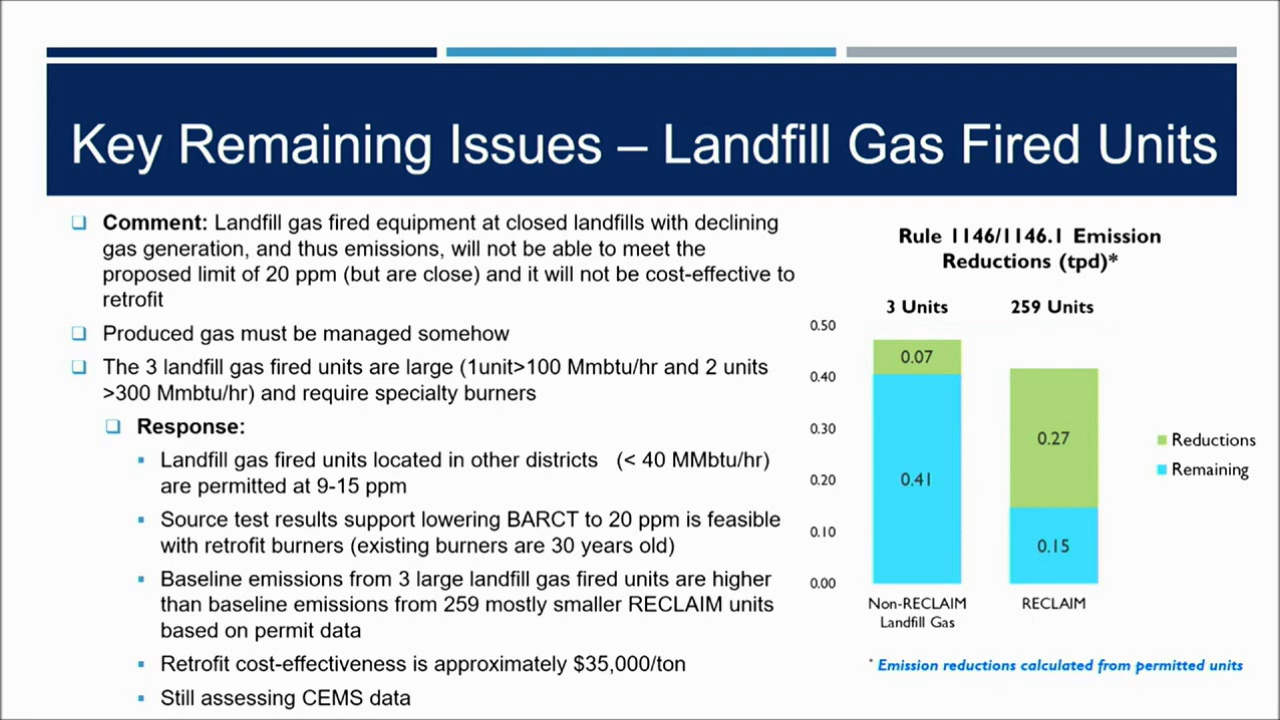 Key Remaining Issues – Landfill Gas Fired Units
Comment: Landfill gas fired equipment at closed landfills with declining
gas generation, and thus emissions, will not be able to meet the
proposed limit of 20 ppm (but are close) and it will not be cost-effective to
retrofit
Produced gas must be managed somehow
The 3 landfill gas fired units are large (1unit>100 Mmbtu/hr and 2 units
>300 Mmbtu/hr) and require specialty burners
Response:
Landfill gas fired units located in other districts (< 40 MMbtu/hr)
are permitted at 9-15 ppm
Source test results support lowering BARCT to 20 ppm is feasible
with retrofit burners (existing burners are 30 years old)
Baseline emissions from 3 large landfill gas fired units are higher
than baseline emissions from 259 mostly smaller RECLAIM units
based on permit data
Retrofit cost-effectiveness is approximately $35,000/ton
Still assessing CEMS data
Rule 1146/1146.1 Emission
Reductions (tpd)*
3 Units
259 Units
0.50
0.40
0.30
0.20
0.10
0.00
0.07
0.41
0.27
0.15
Non-RECLAIM
Landfill Gas
RECLAIM
Reductions
Remaining
* Emission reductions calculated from permitted units